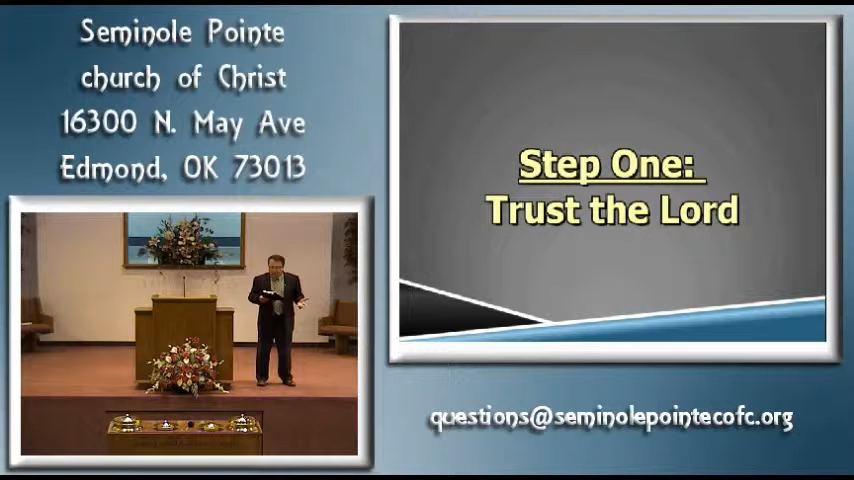 Seminole Pointe
church of Christ
16300 N. May Ave
Edmond, OK 73013
Step One:
Trust the Lord
questions@seminolepointecofc.org